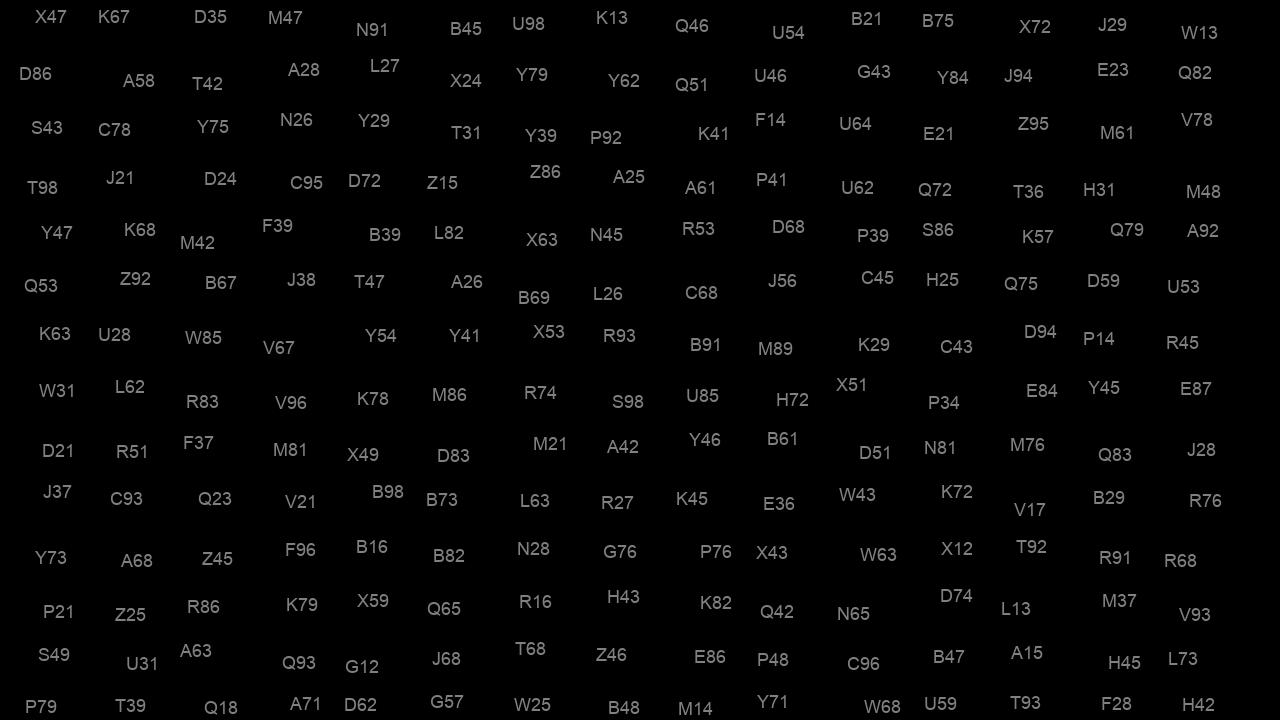 X47 K67 D35 M47 N91 B45 U98 K13 Q46 U54 B21 B75 X72 J29 W13
D86 A58 T42 A28 L27 X24 Y79 Y62 Q51 U46 G43 Y84 J94 E23 Q82
S43 C78 Y75 N26 Y29 T31 Y39 P92 K41 F14 U64 E21 Z95 M61 V78
T98 J21 D24 C95 D72 Z15 Z86 A25 A61 P41 U62 Q72 T36 H31 M48
Y47 K68 M42 F39 B39 L82 X63 N45 R53 D68 P39 S86 K57 Q79 A92
Q53 Z92 B67 J38 T47 A26 B69 L26 C68 J56 C45 H25 Q75 D59 U53
K63 U28 W85 V67 Y54 Y41 X53 R93 B91 M89 K29 C43 D94 P14 R45
W31 L62 R83 V96 K78 M86 R74 S98 U85 H72 X51 P34 E84 Y45 E87
D21 R51 F37 M81 X49 D83 M21 A42 Y46 B61 D51 N81 M76 Q83 J28
J37 C93 Q23 V21 B98 B73 L63 R27 K45 E36 W43 K72 V17 B29 R76
Y73 A68 Z45 F96 B16 B82 N28 G76 P76 X43 W63 X12 T92 R91 R68
P21 Z25 R86 K79 X59 Q65 R16 H43 K82 Q42 N65 D74 L13 M37 V93
S49 U31 A63 Q93 G12 J68 T68 Z46 E86 P48 C96 B47 A15 H45 L73
P79 T39 Q18 A71 D62 G57 W25 B48 M14 Y71 W68 U59 T93 F28 H42